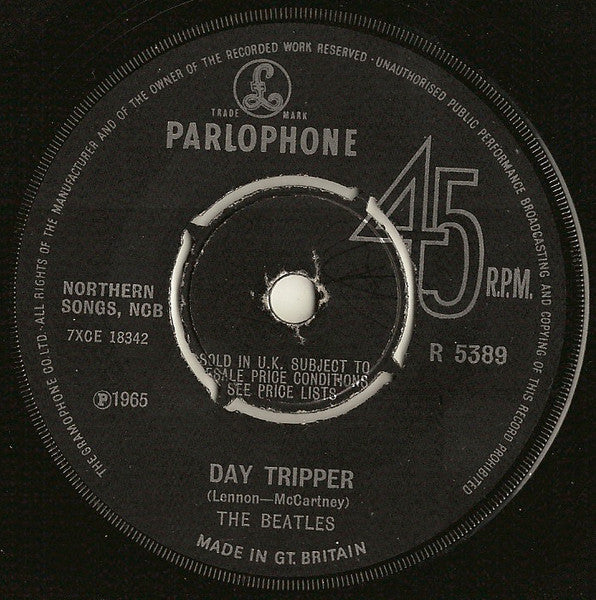 THE GRAMOPHONE CO. LTD. · ALL RIGHTS OF THE MANUFACTURER AND OF THE OWNER OF THE RECORDED WORK RESERVED · UNAUTHORISED PUBLIC PERFORMANCE BROADCASTING AND COPYING OF THIS RECORD PROHIBITED
£
TRADE MARK
PARLOPHONE
45
R.P.M.
NORTHERN
SONGS, NCB
7XCE 18342
R 5389
SOLD IN U.K. SUBJECT TO
RESALE PRICE CONDITIONS
SEE PRICE LISTS
℗1965
DAY TRIPPER
(Lennon—McCartney)
THE BEATLES
MADE IN GT. BRITAIN